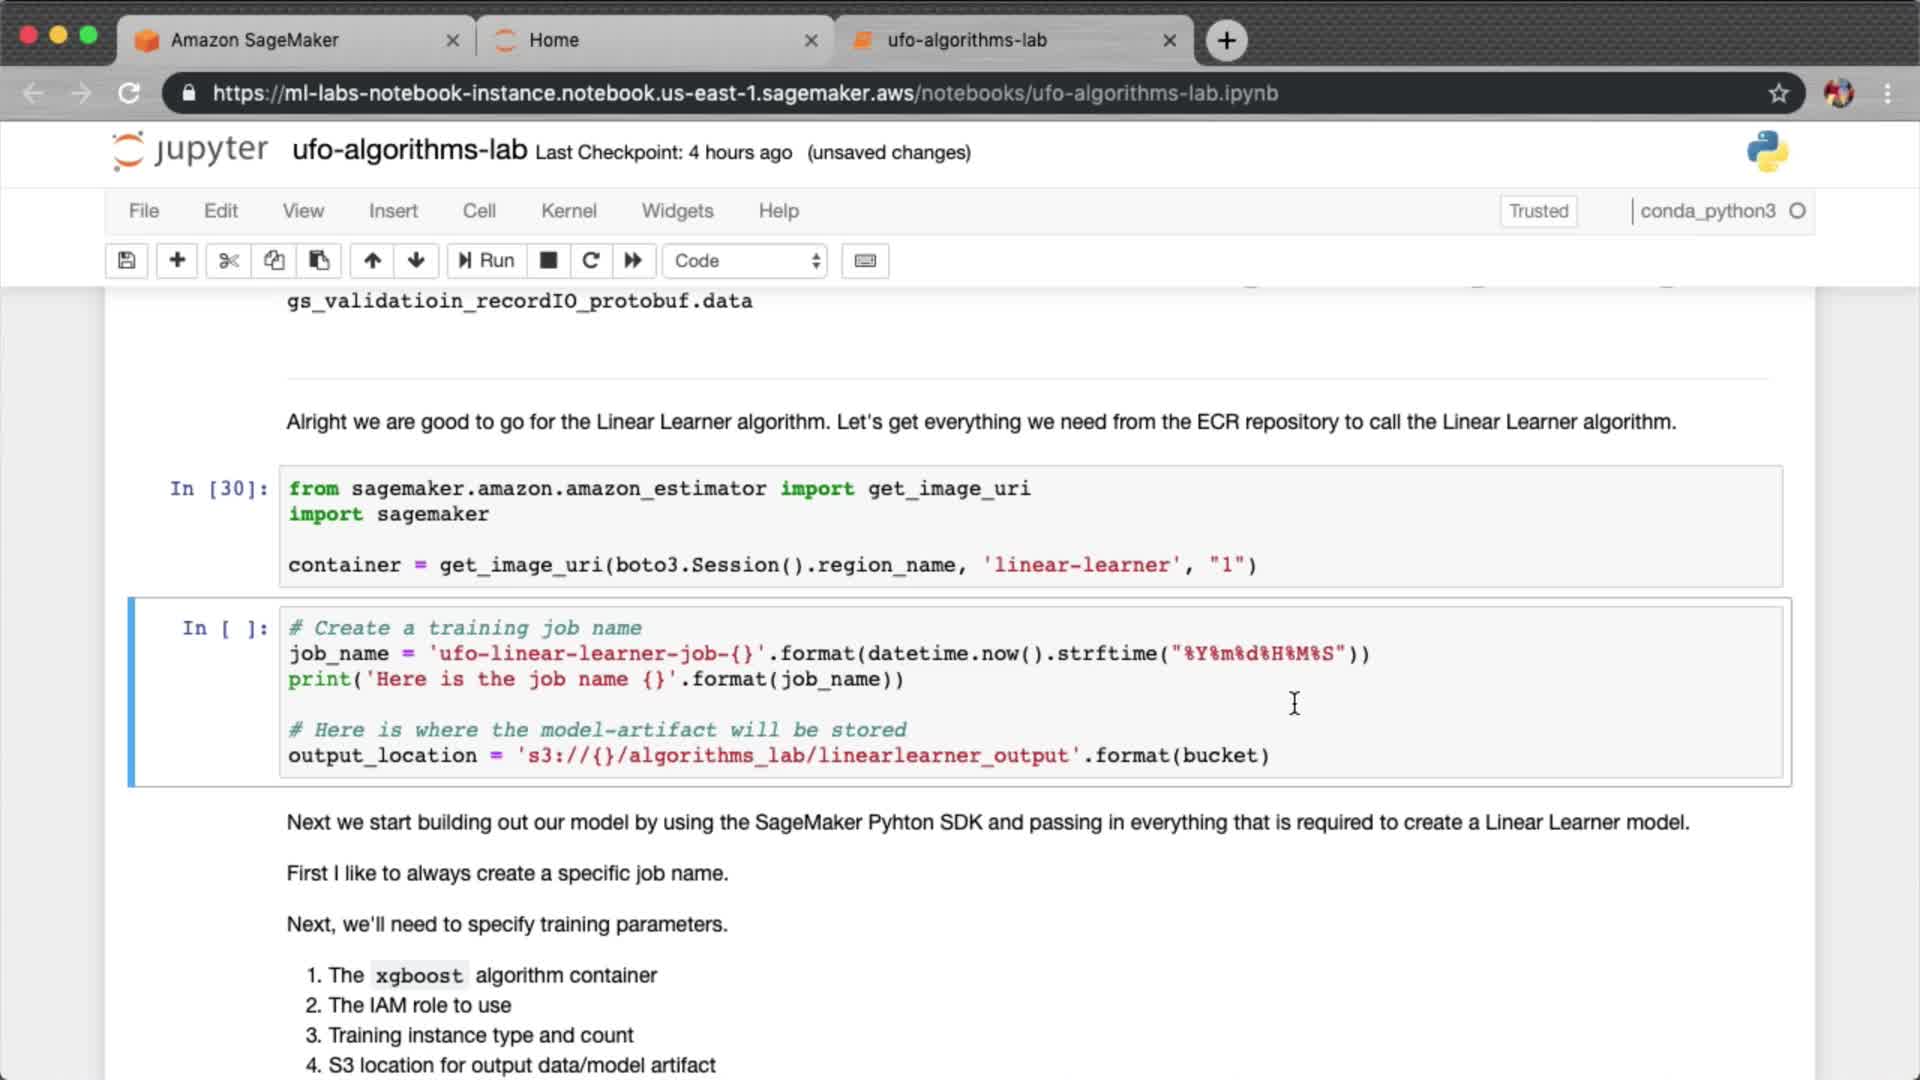 Amazon SageMaker
Home
ufo-algorithms-lab
https://ml-labs-notebook-instance.notebook.us-east-1.sagemaker.aws/notebooks/ufo-algorithms-lab.ipynb
jupyter ufo-algorithms-lab Last Checkpoint: 4 hours ago (unsaved changes)
File Edit View Insert Cell Kernel Widgets Help Trusted conda_python3
Run Code
gs_validatioin_recordIO_protobuf.data
Alright we are good to go for the Linear Learner algorithm. Let's get everything we need from the ECR repository to call the Linear Learner algorithm.
In [30]: from sagemaker.amazon.amazon_estimator import get_image_uri
import sagemaker
container = get_image_uri(boto3.Session().region_name, 'linear-learner', "1")
In [ ]: # Create a training job name
job_name = 'ufo-linear-learner-job-{}'.format(datetime.now().strftime("%Y%m%d%H%M%S"))
print('Here is the job name {}'.format(job_name))
# Here is where the model-artifact will be stored
output_location = 's3://{}/algorithms_lab/linearlearner_output'.format(bucket)
Next we start building out our model by using the SageMaker Pyhton SDK and passing in everything that is required to create a Linear Learner model.
First I like to always create a specific job name.
Next, we'll need to specify training parameters.
1. The xgboost algorithm container
2. The IAM role to use
3. Training instance type and count
4. S3 location for output data/model artifact